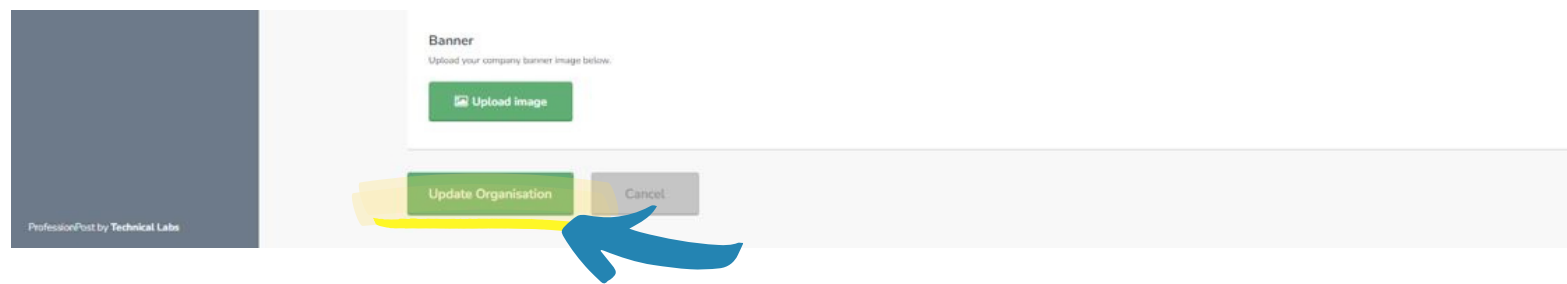 Banner
Upload your company banner image below.
Upload image
Update Organisation
Cancel
ProfessionPost by Technical Labs